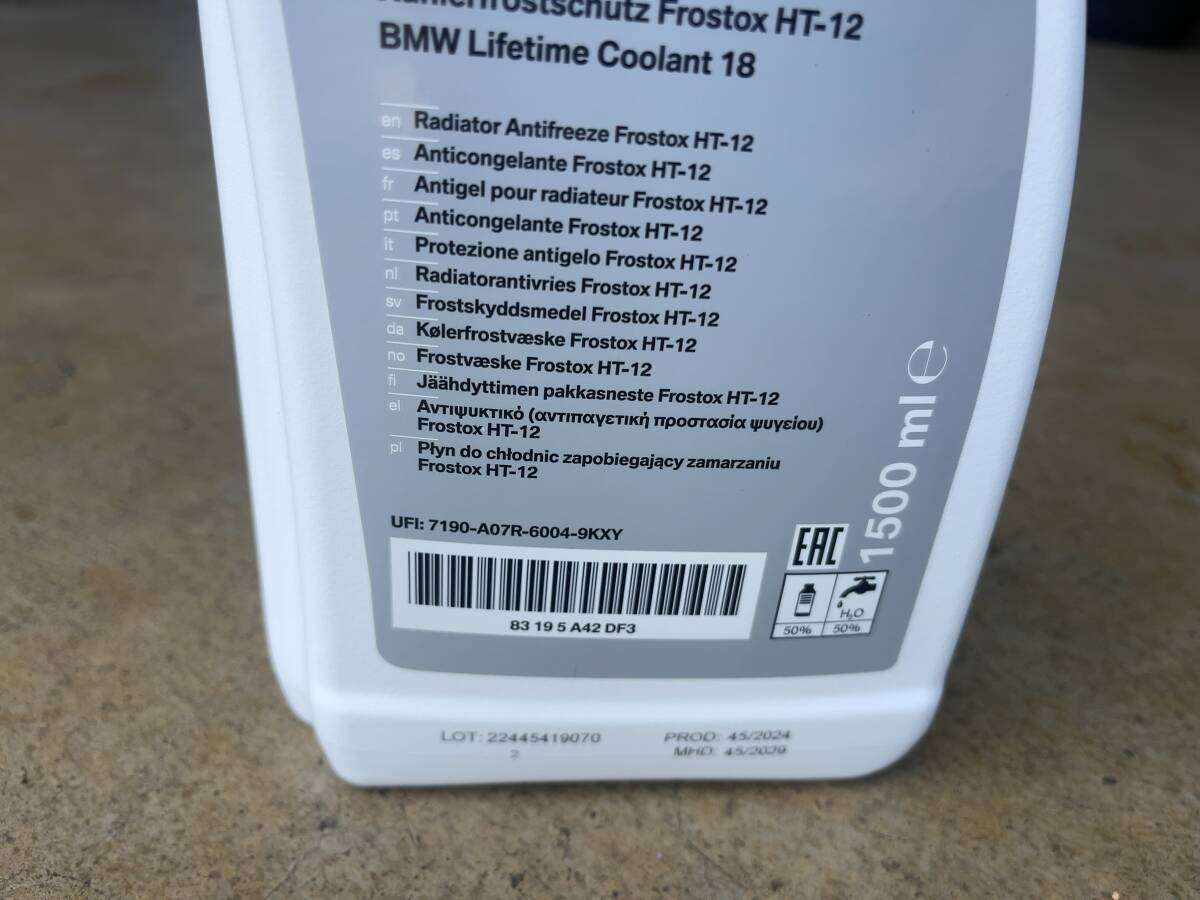 Kühlerfrostschutz Frostox HT-12
BMW Lifetime Coolant 18
en Radiator Antifreeze Frostox HT-12
es Anticongelante Frostox HT-12
fr Antigel pour radiateur Frostox HT-12
pt Anticongelante Frostox HT-12
it Protezione antigelo Frostox HT-12
nl Radiatorantivries Frostox HT-12
sv Frostskyddsmedel Frostox HT-12
da Kølerfrostvæske Frostox HT-12
no Frostvæske Frostox HT-12
fi Jäähdyttimen pakkasneste Frostox HT-12
el Αντιψυκτικό (αντιπαγετική προστασία ψυγείου)
Frostox HT-12
pl Płyn do chłodnic zapobiegający zamarzaniu
Frostox HT-12
1500 ml e
UFI: 7190-A07R-6004-9KXY
EAC
83 19 5 A42 DF3
H₂O
50% 50%
LOT: 22445419070
2
PROD: 45/2024
MHD: 45/2029